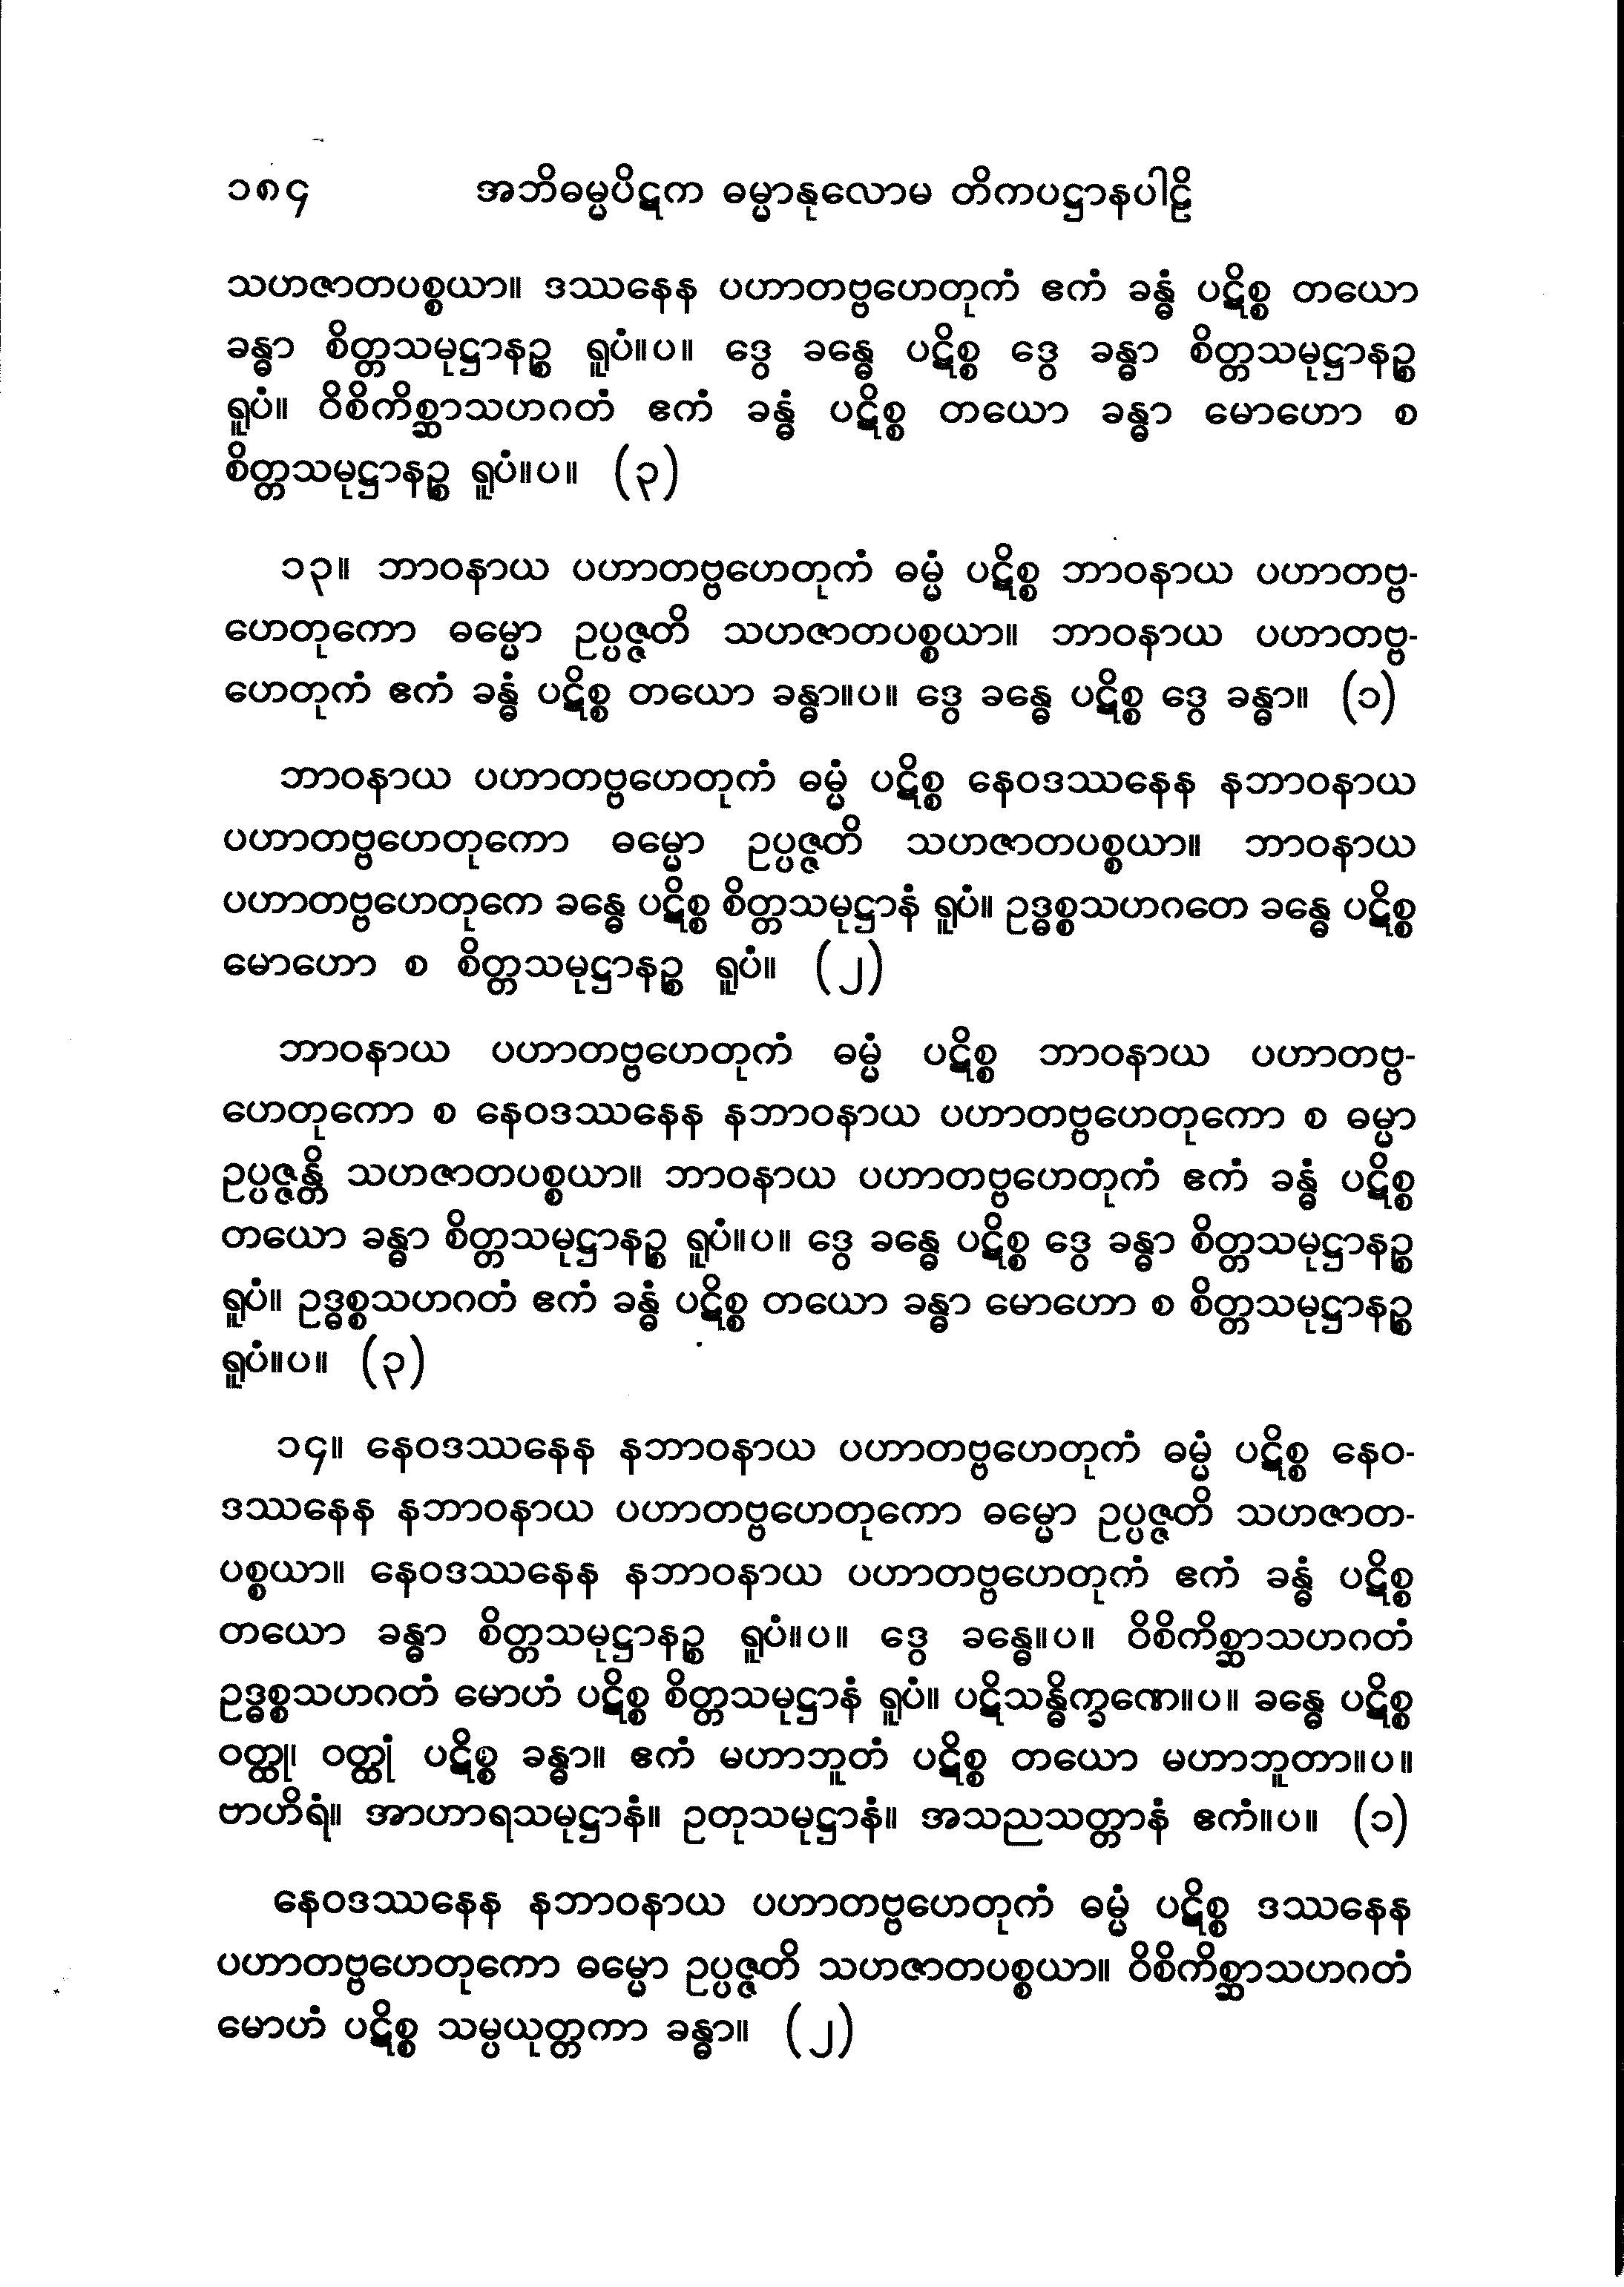 ၁၈၄ အဘိဓမ္မပိဋက ဓမ္မာနုလောမ တိကပဋ္ဌာနပါဠိ
သဟဇာတပစ္စယာ။ ဒဿနေန ပဟာတဗ္ဗဟေတုကံ ဧကံ ခန္ဓံ ပဋိစ္စ တယော
ခန္ဓာ စိတ္တသမုဋ္ဌာနဉ္စ ရူပံ။ပ။ ဒွေ ခန္ဓေ ပဋိစ္စ ဒွေ ခန္ဓာ စိတ္တသမုဋ္ဌာနဉ္စ
ရူပံ။ ဝိစိကိစ္ဆာသဟဂတံ ဧကံ ခန္ဓံ ပဋိစ္စ တယော ခန္ဓာ မောဟော စ
စိတ္တသမုဋ္ဌာနဉ္စ ရူပံ။ပ။ (၃)
၁၃။ ဘာဝနာယ ပဟာတဗ္ဗဟေတုကံ ဓမ္မံ ပဋိစ္စ ဘာဝနာယ ပဟာတဗ္ဗ-
ဟေတုကော ဓမ္မော ဥပ္ပဇ္ဇတိ သဟဇာတပစ္စယာ။ ဘာဝနာယ ပဟာတဗ္ဗ-
ဟေတုကံ ဧကံ ခန္ဓံ ပဋိစ္စ တယော ခန္ဓာ။ပ။ ဒွေ ခန္ဓေ ပဋိစ္စ ဒွေ ခန္ဓာ။ (၁)
ဘာဝနာယ ပဟာတဗ္ဗဟေတုကံ ဓမ္မံ ပဋိစ္စ နေဝဒဿနေန နဘာဝနာယ
ပဟာတဗ္ဗဟေတုကော ဓမ္မော ဥပ္ပဇ္ဇတိ သဟဇာတပစ္စယာ။ ဘာဝနာယ
ပဟာတဗ္ဗဟေတုကေ ခန္ဓေ ပဋိစ္စ စိတ္တသမုဋ္ဌာနံ ရူပံ။ ဥဒ္ဓစ္စသဟဂတေ ခန္ဓေ ပဋိစ္စ
မောဟော စ စိတ္တသမုဋ္ဌာနဉ္စ ရူပံ။ (၂)
ဘာဝနာယ ပဟာတဗ္ဗဟေတုကံ ဓမ္မံ ပဋိစ္စ ဘာဝနာယ ပဟာတဗ္ဗ-
ဟေတုကော စ နေဝဒဿနေန နဘာဝနာယ ပဟာတဗ္ဗဟေတုကော စ ဓမ္မာ
ဥပ္ပဇ္ဇန္တိ သဟဇာတပစ္စယာ။ ဘာဝနာယ ပဟာတဗ္ဗဟေတုကံ ဧကံ ခန္ဓံ ပဋိစ္စ
တယော ခန္ဓာ စိတ္တသမုဋ္ဌာနဉ္စ ရူပံ။ပ။ ဒွေ ခန္ဓေ ပဋိစ္စ ဒွေ ခန္ဓာ စိတ္တသမုဋ္ဌာနဉ္စ
ရူပံ။ ဥဒ္ဓစ္စသဟဂတံ ဧကံ ခန္ဓံ ပဋိစ္စ တယော ခန္ဓာ မောဟော စ စိတ္တသမုဋ္ဌာနဉ္စ
ရူပံ။ပ။ (၃)
၁၄။ နေဝဒဿနေန နဘာဝနာယ ပဟာတဗ္ဗဟေတုကံ ဓမ္မံ ပဋိစ္စ နေဝ-
ဒဿနေန နဘာဝနာယ ပဟာတဗ္ဗဟေတုကော ဓမ္မော ဥပ္ပဇ္ဇတိ သဟဇာတ-
ပစ္စယာ။ နေဝဒဿနေန နဘာဝနာယ ပဟာတဗ္ဗဟေတုကံ ဧကံ ခန္ဓံ ပဋိစ္စ
တယော ခန္ဓာ စိတ္တသမုဋ္ဌာနဉ္စ ရူပံ။ပ။ ဒွေ ခန္ဓေ။ပ။ ဝိစိကိစ္ဆာသဟဂတံ
ဥဒ္ဓစ္စသဟဂတံ မောဟံ ပဋိစ္စ စိတ္တသမုဋ္ဌာနံ ရူပံ။ ပဋိသန္ဓိက္ခဏေ။ပ။ ခန္ဓေ ပဋိစ္စ
ဝတ္ထု၊ ဝတ္ထုံ ပဋိစ္စ ခန္ဓာ။ ဧကံ မဟာဘူတံ ပဋိစ္စ တယော မဟာဘူတာ။ပ။
ဗာဟိရံ။ အာဟာရသမုဋ္ဌာနံ။ ဥတုသမုဋ္ဌာနံ။ အသညသတ္တာနံ ဧကံ။ပ။ (၁)
နေဝဒဿနေန နဘာဝနာယ ပဟာတဗ္ဗဟေတုကံ ဓမ္မံ ပဋိစ္စ ဒဿနေန
ပဟာတဗ္ဗဟေတုကော ဓမ္မော ဥပ္ပဇ္ဇတိ သဟဇာတပစ္စယာ။ ဝိစိကိစ္ဆာသဟဂတံ
မောဟံ ပဋိစ္စ သမ္ပယုတ္တကာ ခန္ဓာ။ (၂)